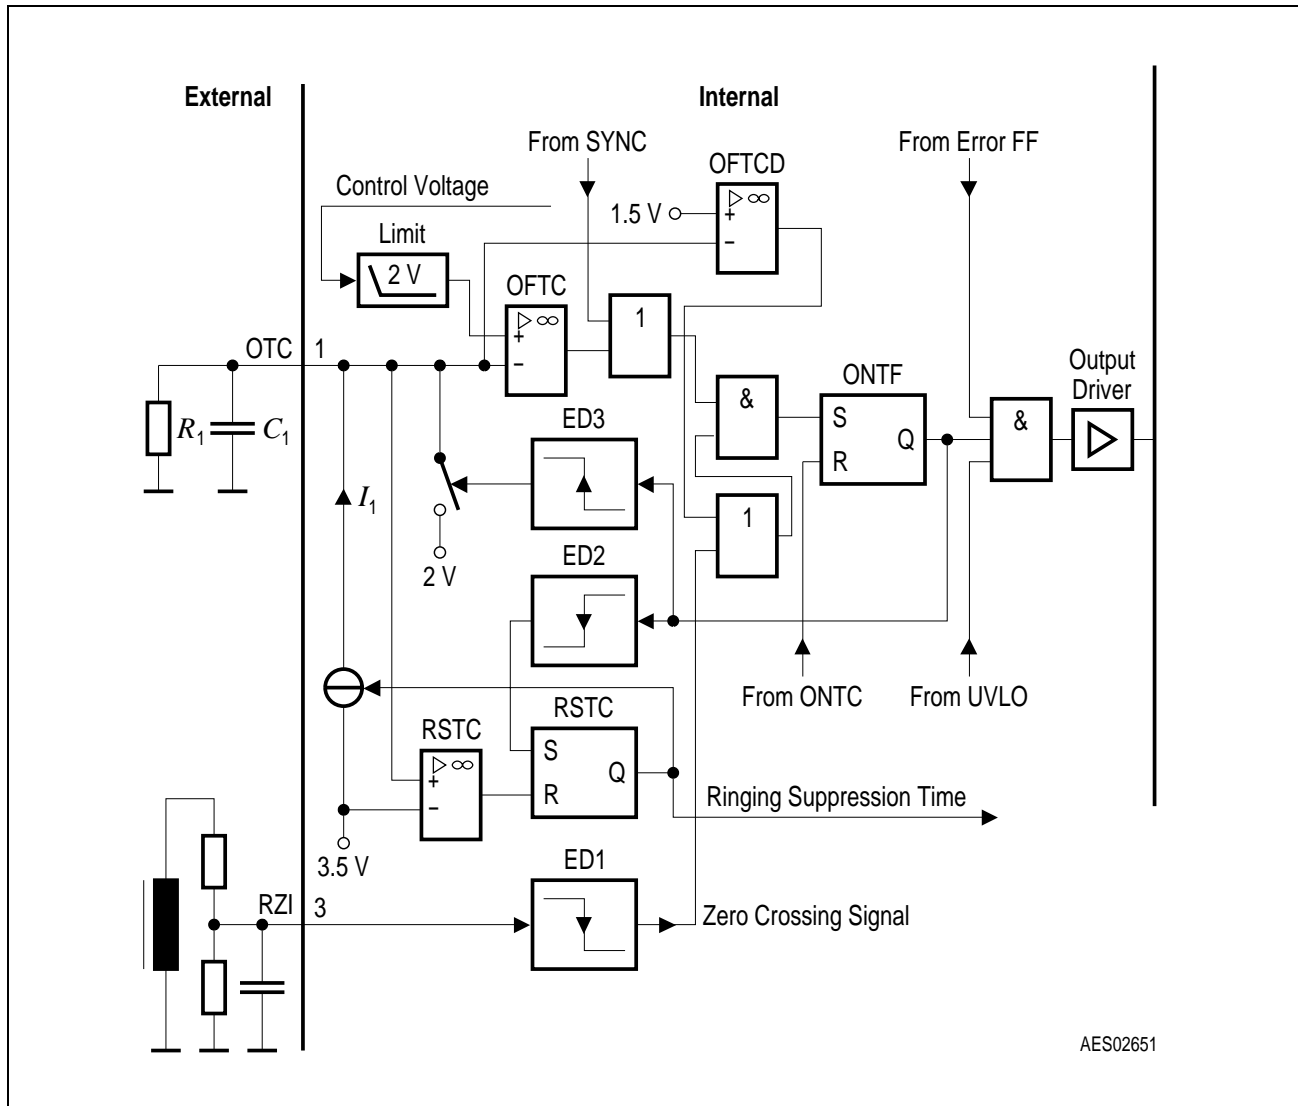 External
Internal
From SYNC
From Error FF
OFTCD
Control Voltage
1.5 V
▷ ∞
+
−
Limit
2 V
OFTC
▷ ∞
+
−
1
OTC 1
Output
Driver
ONTF
&
S
R
Q
&
R1
C1
ED3
I1
1
2 V
ED2
From ONTC
From UVLO
RSTC
RSTC
▷ ∞
+
−
S
R
Q
Ringing Suppression Time
3.5 V
ED1
RZI 3
Zero Crossing Signal
AES02651